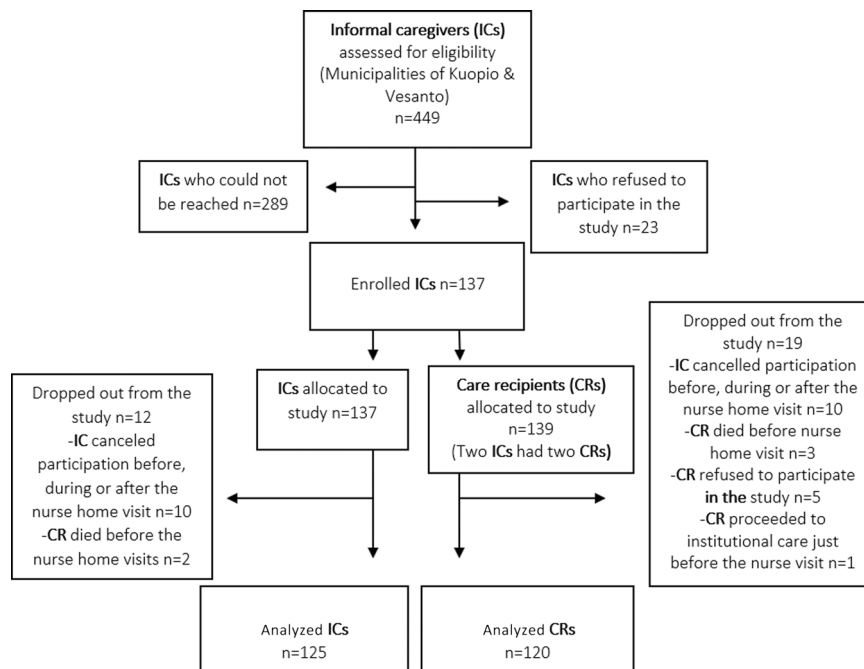 Informal caregivers (ICs)
assessed for eligibility
(Municipalities of Kuopio &
Vesanto)
n=449
ICs who could not
be reached n=289
ICs who refused to
participate in the
study n=23
Enrolled ICs n=137
Dropped out from the
study n=12
-IC canceled
participation before,
during or after the
nurse home visit n=10
-CR died before the
nurse home visits n=2
ICs allocated to
study n=137
Care recipients (CRs)
allocated to study
n=139
(Two ICs had two CRs)
Dropped out from the
study n=19
-IC cancelled participation
before, during or after the
nurse home visit n=10
-CR died before nurse
home visit n=3
-CR refused to participate
in the study n=5
-CR proceeded to
institutional care just
before the nurse visit n=1
Analyzed ICs
n=125
Analyzed CRs
n=120